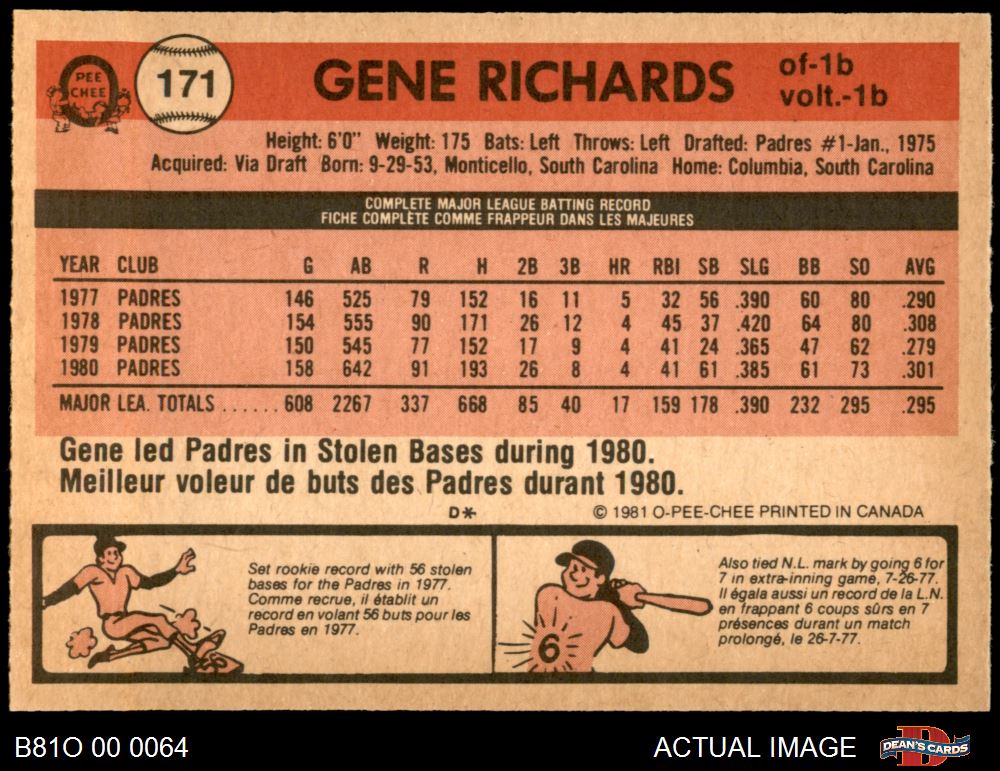 PEE
CHEE
171
GENE RICHARDS
of-1b
volt.-1b
Height: 6'0" Weight: 175 Bats: Left Throws: Left Drafted: Padres #1-Jan., 1975
Acquired: Via Draft Born: 9-29-53, Monticello, South Carolina Home: Columbia, South Carolina
COMPLETE MAJOR LEAGUE BATTING RECORD
FICHE COMPLÈTE COMME FRAPPEUR DANS LES MAJEURES
YEAR CLUB G AB R H 2B 3B HR RBI SB SLG BB SO AVG
1977 PADRES 146 525 79 152 16 11 5 32 56 .390 60 80 .290
1978 PADRES 154 555 90 171 26 12 4 45 37 .420 64 80 .308
1979 PADRES 150 545 77 152 17 9 4 41 24 .365 47 62 .279
1980 PADRES 158 642 91 193 26 8 4 41 61 .385 61 73 .301
MAJOR LEA. TOTALS ...... 608 2267 337 668 85 40 17 159 178 .390 232 295 .295
Gene led Padres in Stolen Bases during 1980.
Meilleur voleur de buts des Padres durant 1980.
D* © 1981 O-PEE-CHEE PRINTED IN CANADA
Set rookie record with 56 stolen
bases for the Padres in 1977.
Comme recrue, il établit un
record en volant 56 buts pour les
Padres en 1977.
6
Also tied N.L. mark by going 6 for
7 in extra-inning game, 7-26-77.
Il égala aussi un record de la L.N.
en frappant 6 coups sûrs en 7
présences durant un match
prolongé, le 26-7-77.
B81O 00 0064
ACTUAL IMAGE
DEAN'S CARDS